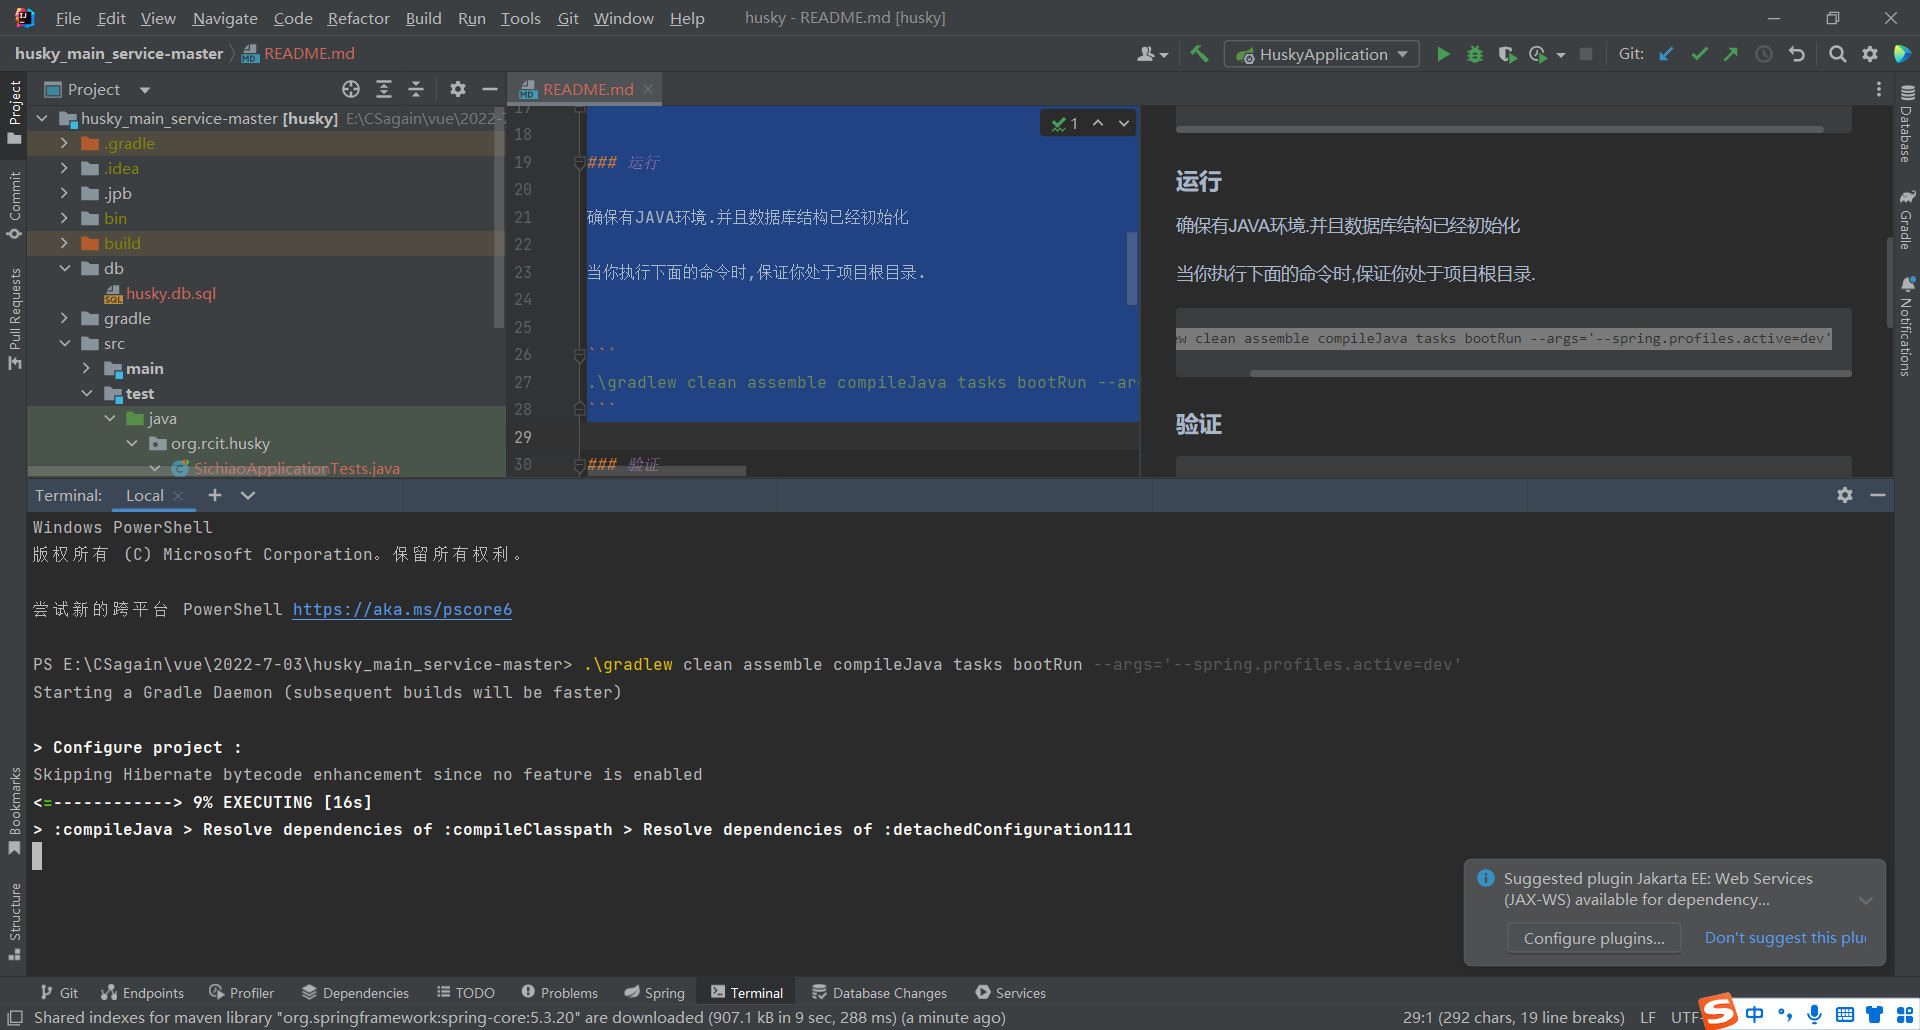 File Edit View Navigate Code Refactor Build Run Tools Git Window Help husky - README.md [husky]
husky_main_service-master README.md HuskyApplication Git:
Project README.md
husky_main_service-master [husky] E:\CSagain\vue\2022-7
.gradle
.idea
.jpb
bin
build
db
husky.db.sql
gradle
src
main
test
java
org.rcit.husky
SichiaoApplicationTests.java
Project
Commit
Pull Requests
Bookmarks
Structure
17
18
19 ### 运行
20
21 确保有JAVA环境.并且数据库结构已经初始化
22
23 当你执行下面的命令时,保证你处于项目根目录.
24
25
26 ```
27 .\gradlew clean assemble compileJava tasks bootRun --ar
28 ```
29
30 ### 验证
1
运行
确保有JAVA环境.并且数据库结构已经初始化
当你执行下面的命令时,保证你处于项目根目录.
ew clean assemble compileJava tasks bootRun --args='--spring.profiles.active=dev'
验证
Database
Gradle
Notifications
Terminal: Local
Windows PowerShell
版权所有 (C) Microsoft Corporation。保留所有权利。
尝试新的跨平台 PowerShell https://aka.ms/pscore6
PS E:\CSagain\vue\2022-7-03\husky_main_service-master> .\gradlew clean assemble compileJava tasks bootRun --args='--spring.profiles.active=dev'
Starting a Gradle Daemon (subsequent builds will be faster)
> Configure project :
Skipping Hibernate bytecode enhancement since no feature is enabled
<=------------> 9% EXECUTING [16s]
> :compileJava > Resolve dependencies of :compileClasspath > Resolve dependencies of :detachedConfiguration111
Suggested plugin Jakarta EE: Web Services
(JAX-WS) available for dependency...
Configure plugins... Don't suggest this plu
Git Endpoints Profiler Dependencies TODO Problems Spring Terminal Database Changes Services
Shared indexes for maven library "org.springframework:spring-core:5.3.20" are downloaded (907.1 kB in 9 sec, 288 ms) (a minute ago) 29:1 (292 chars, 19 line breaks) LF UTF- 中